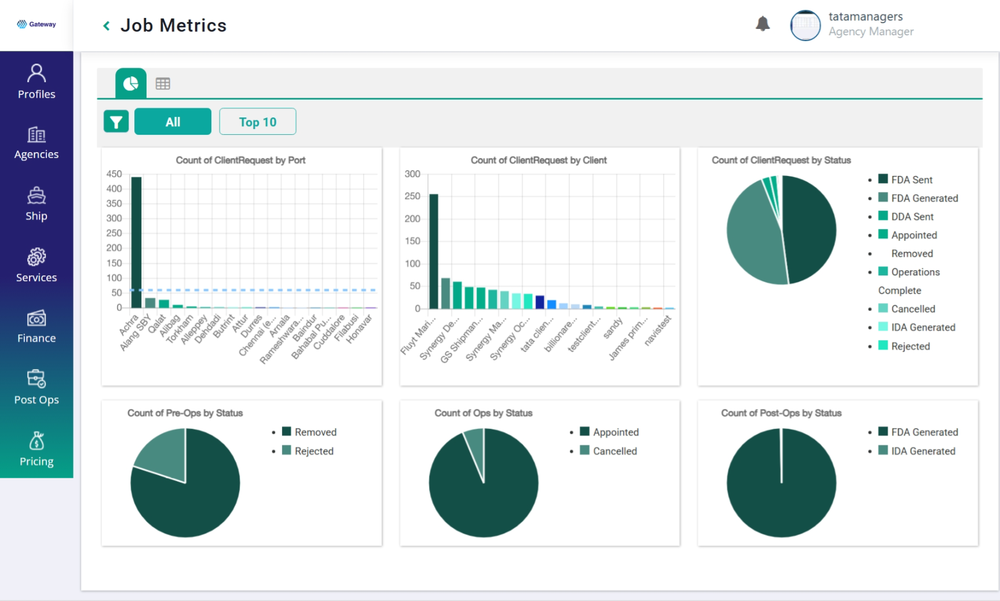 Gateway
Job Metrics
tatamanagers
Agency Manager
Profiles
Agencies
Ship
Services
Finance
Post Ops
Pricing
All
Top 10
Count of ClientRequest by Port
450
400
350
300
250
200
150
100
50
0
Achra
Alang SBY
Qalat
Alibag
Torkham
Alleppey
Dehdadi
Butrint
Attur
Durres
Chennai (e...
Arnala
Rameshwara...
Baindur
Bahabal Pu...
Cuddalore
Filabusi
Honavar
Count of ClientRequest by Client
300
250
200
150
100
50
0
Fluyt Mari...
Synergy De...
GS Shipman...
Synergy Ma...
Synergy Oc...
tata clien...
billionare...
testclient...
sandy
James prim...
navistest
Count of ClientRequest by Status
FDA Sent
FDA Generated
DDA Sent
Appointed
Removed
Operations
Complete
Cancelled
IDA Generated
Rejected
Count of Pre-Ops by Status
Removed
Rejected
Count of Ops by Status
Appointed
Cancelled
Count of Post-Ops by Status
FDA Generated
IDA Generated